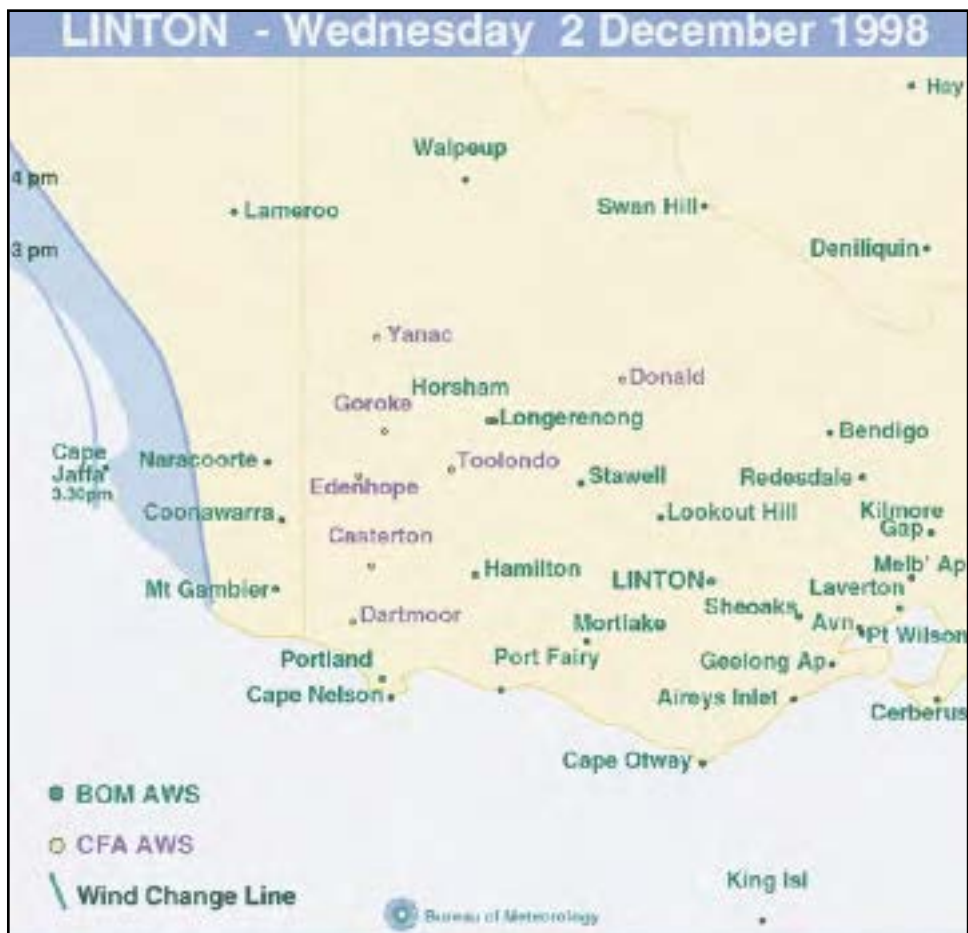 LINTON - Wednesday 2 December 1998
Hay
Walpeup
4 pm
Lameroo
Swan Hill
3 pm
Deniliquin
Yanac
Donald
Horsham
Goroke
Longerenong
Bendigo
Cape
Jaffa
3.30pm
Naracoorte
Toolondo
Edenhope
Stawell
Redesdale
Coonawarra
Lookout Hill
Kilmore
Gap
Casterton
Hamilton
LINTON
Melb' Ap
Laverton
Mt Gambier
Dartmoor
Sheoaks
Mortlake
Avn
Pt Wilson
Portland
Port Fairy
Geelong Ap
Cape Nelson
Aireys Inlet
Cerberus
Cape Otway
BOM AWS
CFA AWS
Wind Change Line
King Isl
Bureau of Meteorology